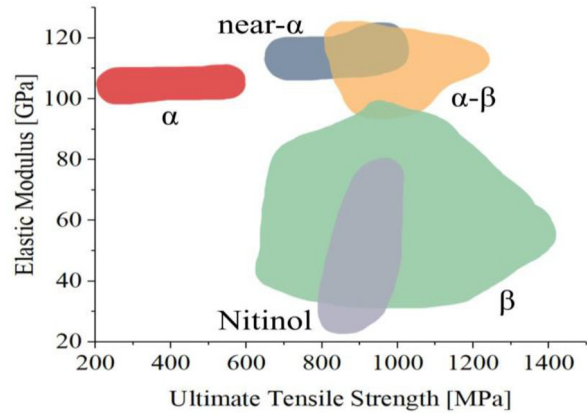 near-α
α
α-β
β
Nitinol
Elastic Modulus [GPa]
120
100
80
60
40
20
200
400
600
800
1000
1200
1400
Ultimate Tensile Strength [MPa]